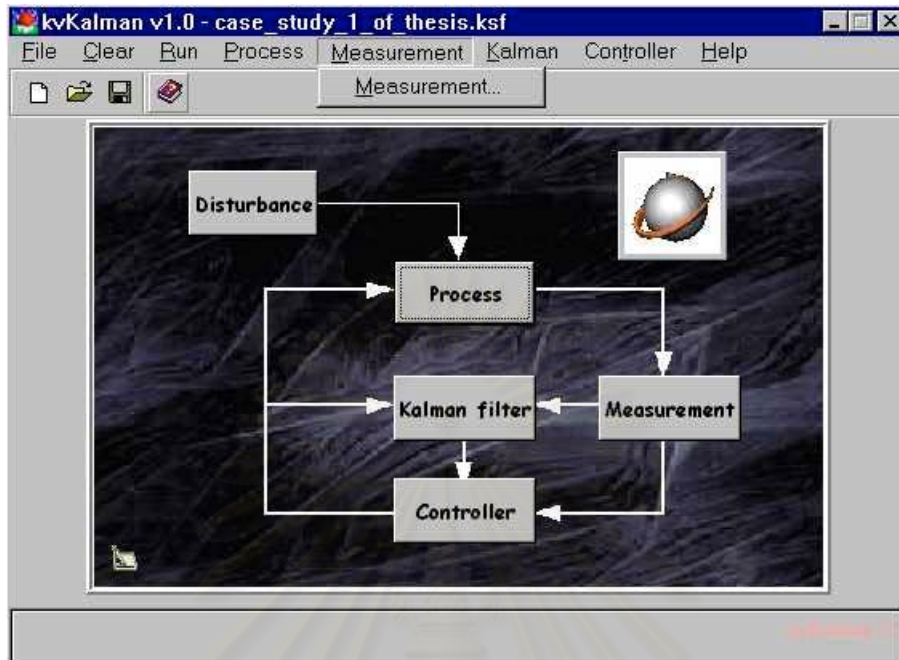 kvKalman v1.0 - case_study_1_of_thesis.ksf
File Clear Run Process Measurement Kalman Controller Help
Measurement...
Disturbance
Process
Kalman filter
Measurement
Controller